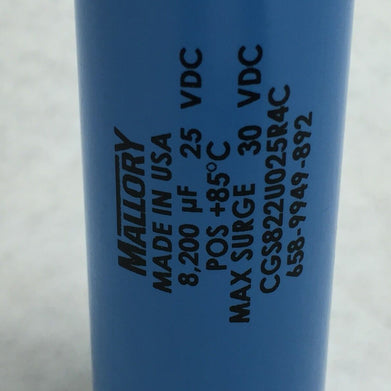 MALLORY
MADE IN USA
8,200 µF 25 VDC
POS +85°C
MAX SURGE 30 VDC
CGS822U025R4C
658-9949-892